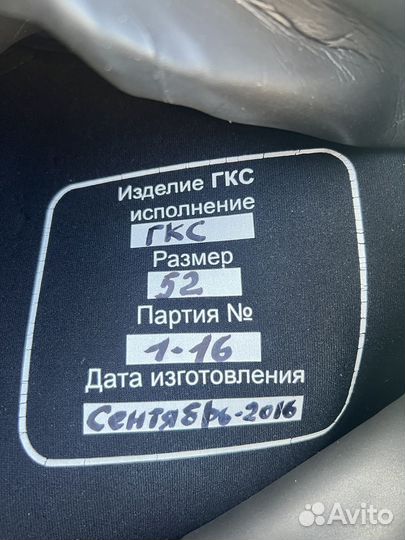 Изделие ГКС
исполнение
ГКС
Размер
52
Партия №
1-16
Дата изготовления
Сентябрь-2016
Avito